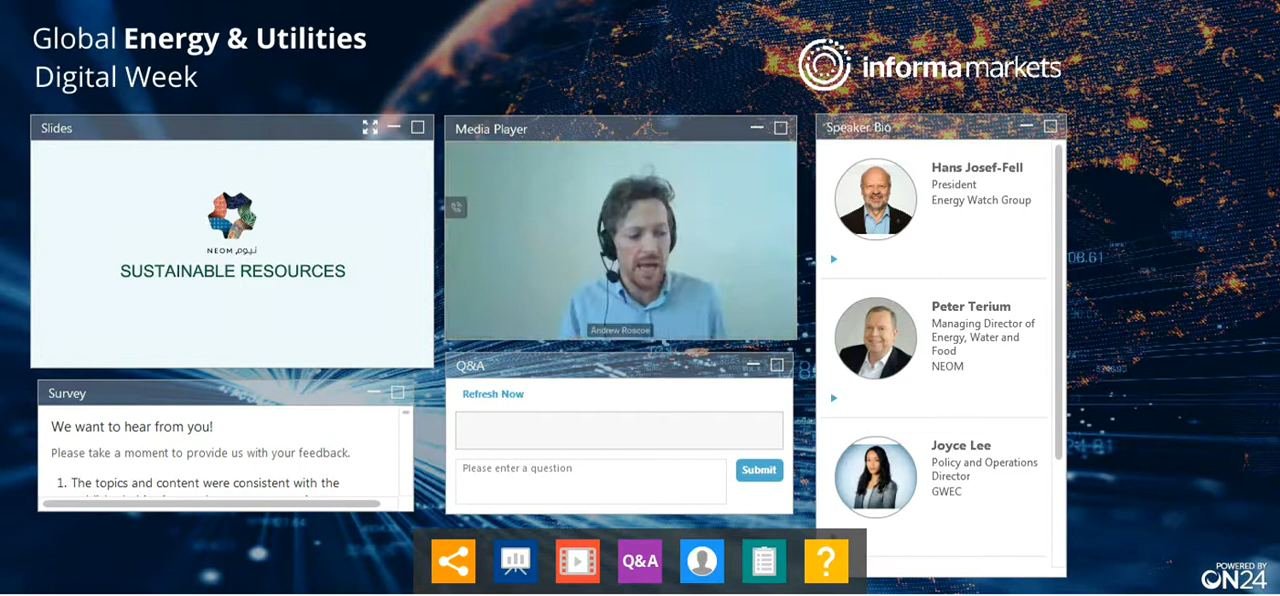 Global Energy & Utilities
Digital Week
informa markets
Slides
NEOM نيوم
SUSTAINABLE RESOURCES
Media Player
Andrew Roscoe
Speaker Bio
Hans Josef-Fell
President
Energy Watch Group
Peter Terium
Managing Director of
Energy, Water and
Food
NEOM
Joyce Lee
Policy and Operations
Director
GWEC
Survey
We want to hear from you!
Please take a moment to provide us with your feedback.
1. The topics and content were consistent with the
Q&A
Refresh Now
Please enter a question
Submit
Q&A
?
08.61
POWERED BY
ON24